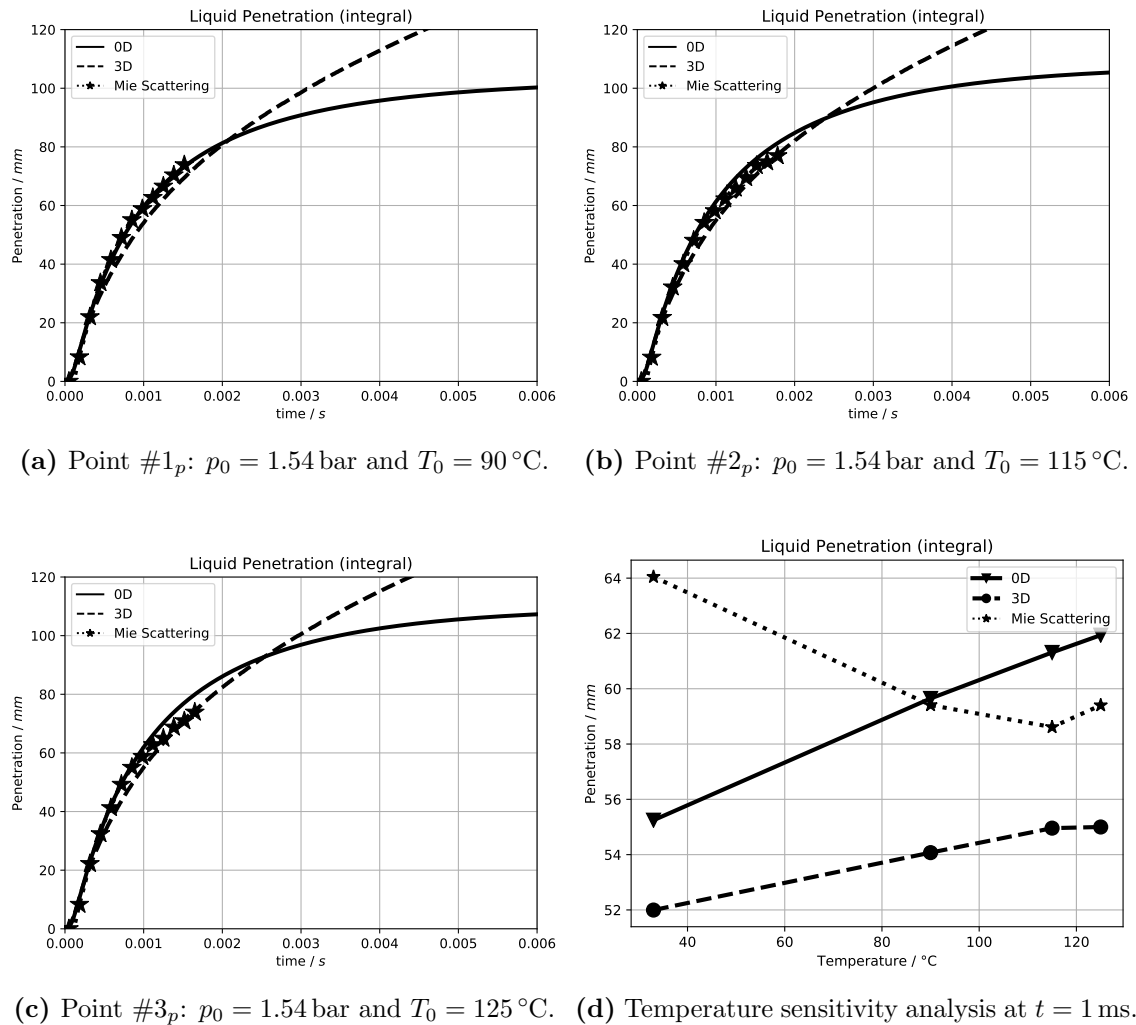 Liquid Penetration (integral)
120
100
80
60
40
20
0
Penetration / mm
0D
3D
Mie Scattering
0.000 0.001 0.002 0.003 0.004 0.005 0.006
time / s
(a) Point #1p: p0 = 1.54 bar and T0 = 90 °C.
Liquid Penetration (integral)
120
100
80
60
40
20
0
Penetration / mm
0D
3D
Mie Scattering
0.000 0.001 0.002 0.003 0.004 0.005 0.006
time / s
(b) Point #2p: p0 = 1.54 bar and T0 = 115 °C.
Liquid Penetration (integral)
120
100
80
60
40
20
0
Penetration / mm
0D
3D
Mie Scattering
0.000 0.001 0.002 0.003 0.004 0.005 0.006
time / s
(c) Point #3p: p0 = 1.54 bar and T0 = 125 °C.
Liquid Penetration (integral)
64
62
60
58
56
54
52
Penetration / mm
0D
3D
Mie Scattering
40 60 80 100 120
Temperature / °C
(d) Temperature sensitivity analysis at t = 1 ms.